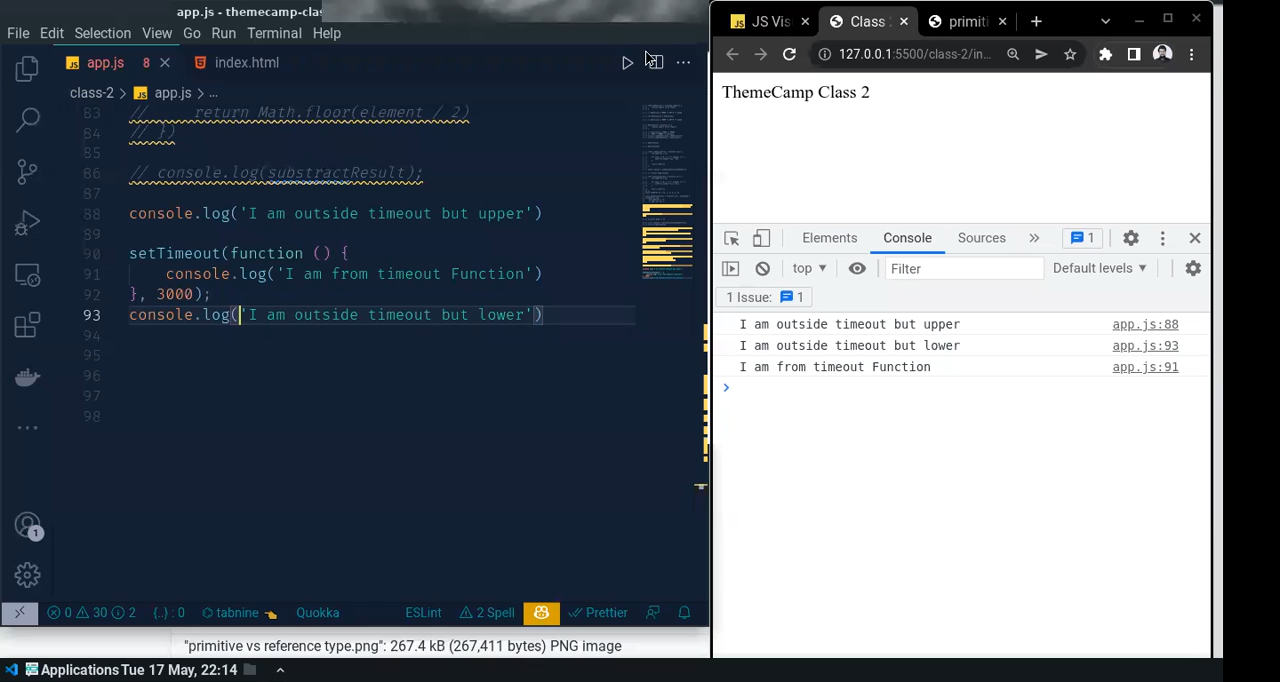 app.js - themecamp-clas
File Edit Selection View Go Run Terminal Help
JS app.js 8
index.html
class-2 > JS app.js > ...
83 // return Math.floor(element / 2)
84 // })
85
86 // console.log(substractResult);
87
88 console.log('I am outside timeout but upper')
89
90 setTimeout(function () {
91 console.log('I am from timeout Function')
92 }, 3000);
93 console.log('I am outside timeout but lower')
94
95
96
97
98
1
0 30 2 {..} : 0 tabnine Quokka ESLint 2 Spell Prettier
"primitive vs reference type.png": 267.4 kB (267,411 bytes) PNG image
Applications Tue 17 May, 22:14
JS JS Vis
Class 2
primiti
127.0.0.1:5500/class-2/in...
ThemeCamp Class 2
Elements Console Sources 1
top Filter Default levels
1 Issue: 1
I am outside timeout but upper app.js:88
I am outside timeout but lower app.js:93
I am from timeout Function app.js:91